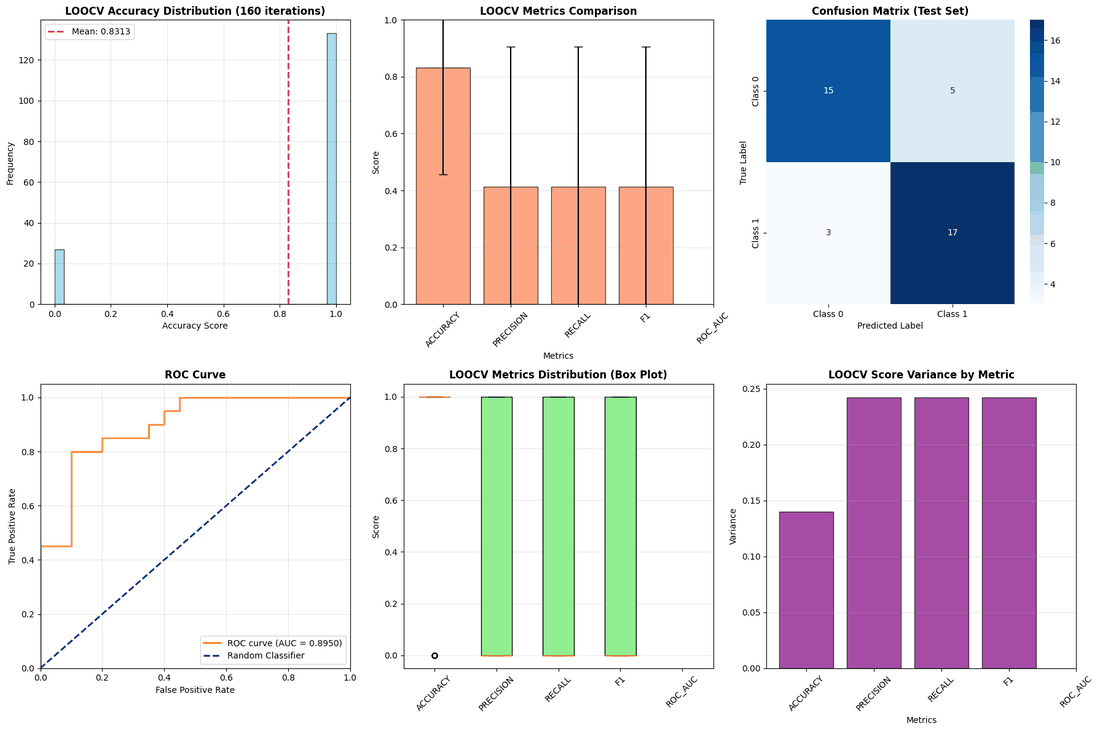 LOOCV Accuracy Distribution (160 iterations)
Mean: 0.8313
120
100
80
60
40
20
0
Frequency
0.0 0.2 0.4 0.6 0.8 1.0
Accuracy Score
LOOCV Metrics Comparison
1.0
0.8
0.6
0.4
0.2
0.0
Score
ACCURACY PRECISION RECALL F1 ROC_AUC
Metrics
Confusion Matrix (Test Set)
15 5
3 17
Class 0
Class 1
True Label
Class 0 Class 1
Predicted Label
16
14
12
10
8
6
4
ROC Curve
1.0
0.8
0.6
0.4
0.2
0.0
True Positive Rate
ROC curve (AUC = 0.8950)
Random Classifier
0.0 0.2 0.4 0.6 0.8 1.0
False Positive Rate
LOOCV Metrics Distribution (Box Plot)
1.0
0.8
0.6
0.4
0.2
0.0
Score
ACCURACY PRECISION RECALL F1 ROC_AUC
LOOCV Score Variance by Metric
0.25
0.20
0.15
0.10
0.05
0.00
Variance
ACCURACY PRECISION RECALL F1 ROC_AUC
Metrics